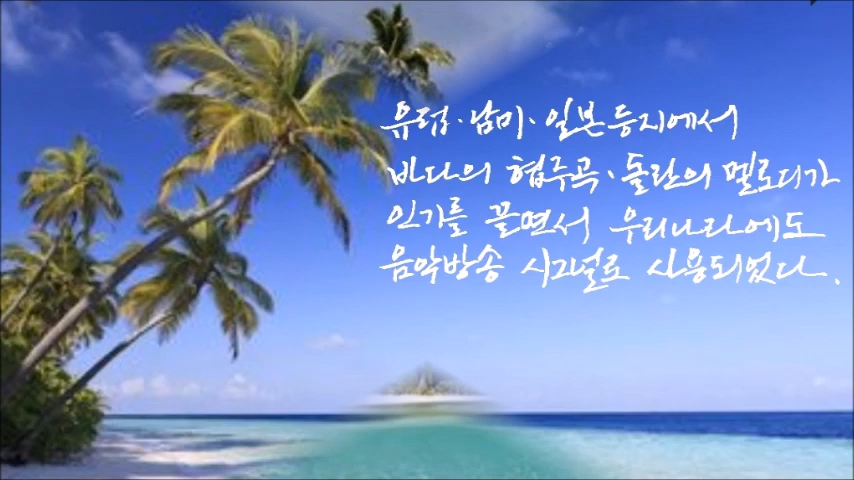 유럽·남미·일본등지에서
바다의 협주곡·돌란의 멜로디가
인기를 끌면서 우리나라에도
음악방송 시그널로 사용되었다.